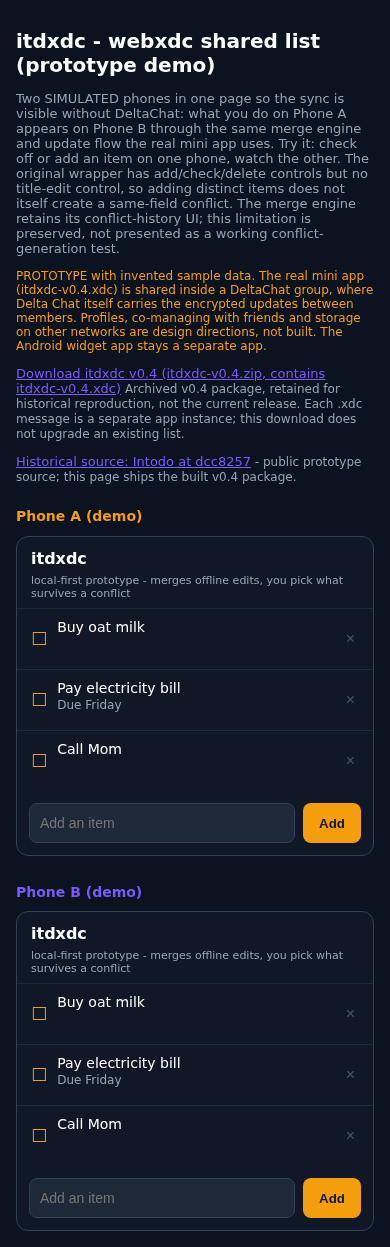 itdxdc - webxdc shared list
(prototype demo)
Two SIMULATED phones in one page so the sync is
visible without DeltaChat: what you do on Phone A
appears on Phone B through the same merge engine
and update flow the real mini app uses. Try it: check
off or add an item on one phone, watch the other. The
original wrapper has add/check/delete controls but no
title-edit control, so adding distinct items does not
itself create a same-field conflict. The merge engine
retains its conflict-history UI; this limitation is
preserved, not presented as a working conflict-
generation test.
PROTOTYPE with invented sample data. The real mini app
(itdxdc-v0.4.xdc) is shared inside a DeltaChat group, where
Delta Chat itself carries the encrypted updates between
members. Profiles, co-managing with friends and storage
on other networks are design directions, not built. The
Android widget app stays a separate app.
Download itdxdc v0.4 (itdxdc-v0.4.zip, contains
itdxdc-v0.4.xdc) Archived v0.4 package, retained for
historical reproduction, not the current release. Each .xdc
message is a separate app instance; this download does
not upgrade an existing list.
Historical source: Intodo at dcc8257 - public prototype
source; this page ships the built v0.4 package.
Phone A (demo)
itdxdc
local-first prototype - merges offline edits, you pick what
survives a conflict
Buy oat milk
×
Pay electricity bill
Due Friday
×
Call Mom
×
Add an item
Add
Phone B (demo)
itdxdc
local-first prototype - merges offline edits, you pick what
survives a conflict
Buy oat milk
×
Pay electricity bill
Due Friday
×
Call Mom
×
Add an item
Add